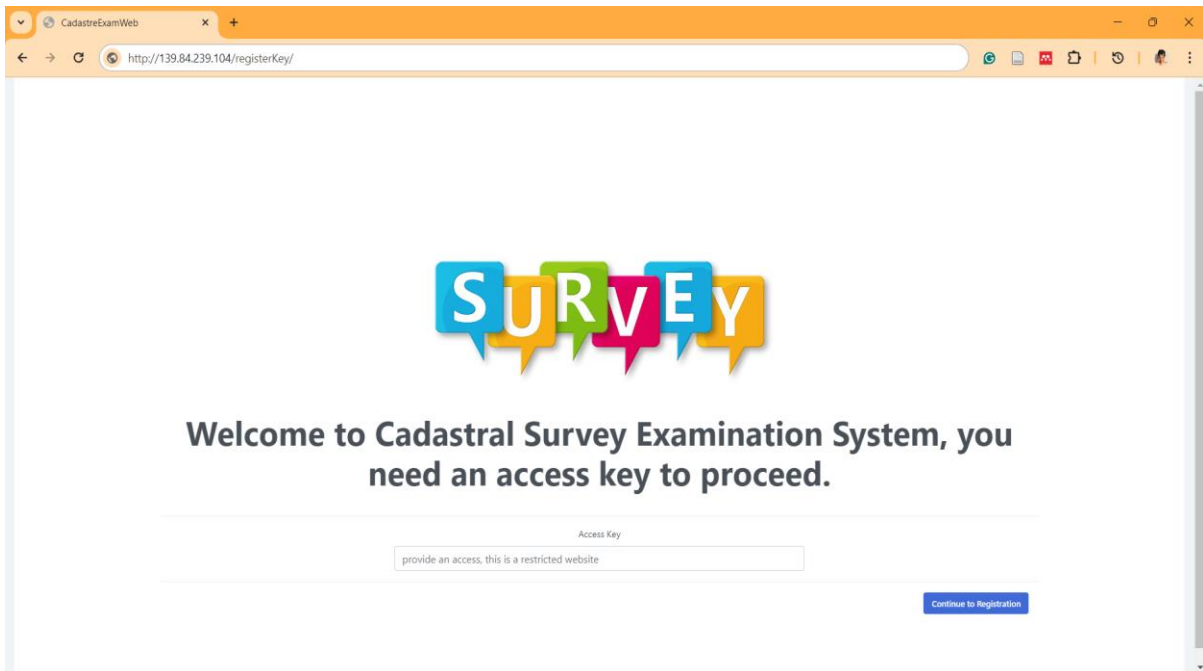 CadastreExamWeb
http://139.84.239.104/registerKey/
SURVEY
Welcome to Cadastral Survey Examination System, you
need an access key to proceed.
Access Key
provide an access, this is a restricted website
Continue to Registration